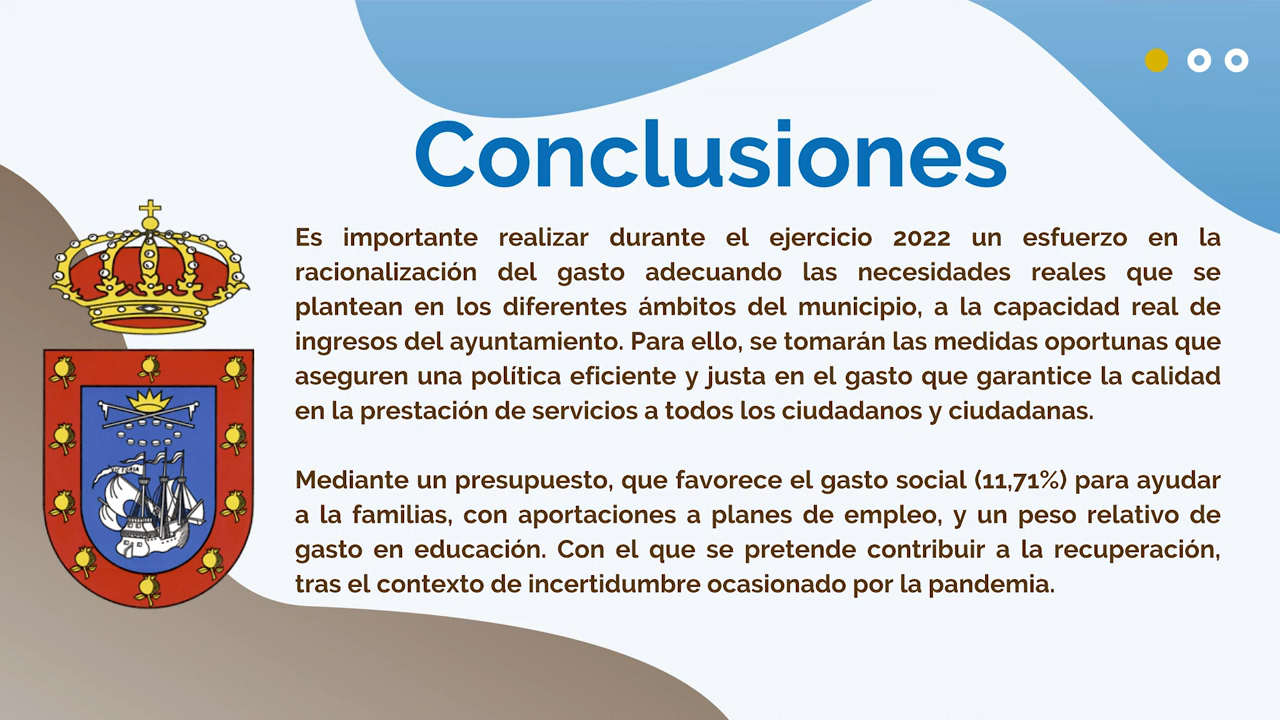 Conclusiones
Es importante realizar durante el ejercicio 2022 un esfuerzo en la
racionalización del gasto adecuando las necesidades reales que se
plantean en los diferentes ámbitos del municipio, a la capacidad real de
ingresos del ayuntamiento. Para ello, se tomarán las medidas oportunas que
aseguren una política eficiente y justa en el gasto que garantice la calidad
en la prestación de servicios a todos los ciudadanos y ciudadanas.
Mediante un presupuesto, que favorece el gasto social (11,71%) para ayudar
a la familias, con aportaciones a planes de empleo, y un peso relativo de
gasto en educación. Con el que se pretende contribuir a la recuperación,
tras el contexto de incertidumbre ocasionado por la pandemia.